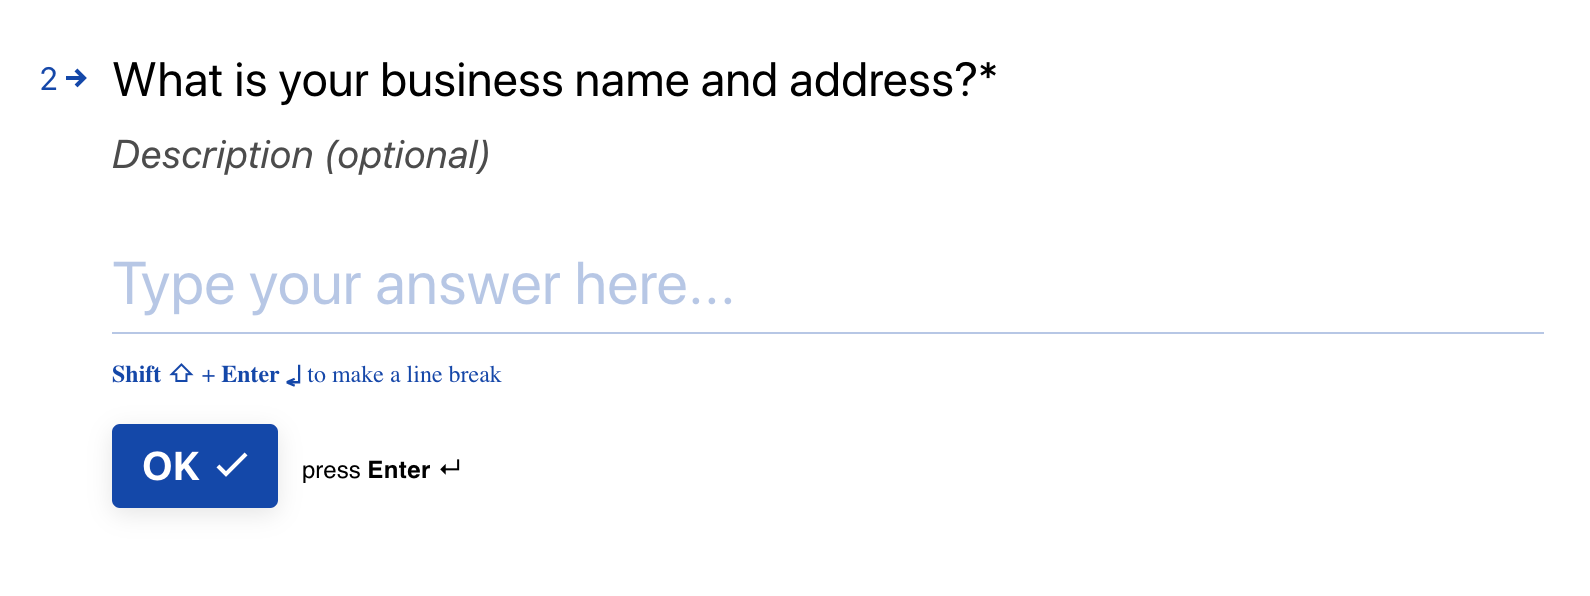 2→ What is your business name and address?*
Description (optional)
Type your answer here...
Shift ⇧ + Enter ↵ to make a line break
OK ✓ press Enter ↵